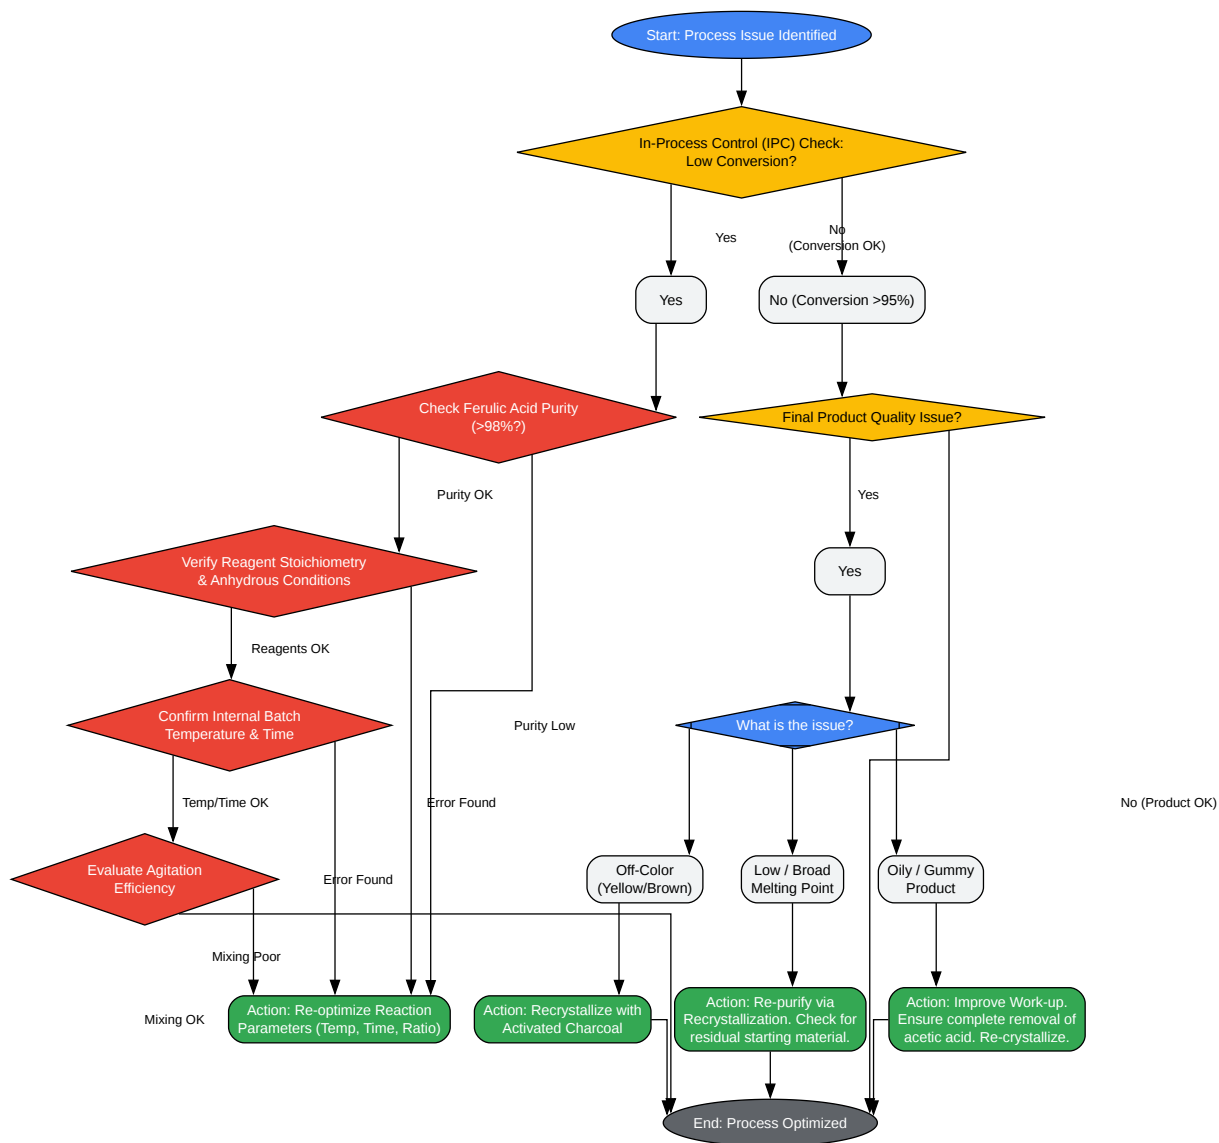 Start: Process Issue Identified
In-Process Control (IPC) Check:
Low Conversion?
Yes
No
(Conversion OK)
Yes
No (Conversion >95%)
Check Ferulic Acid Purity
(>98%?)
Final Product Quality Issue?
Purity OK
Yes
Verify Reagent Stoichiometry
& Anhydrous Conditions
Yes
Reagents OK
Confirm Internal Batch
Temperature & Time
Purity Low
What is the issue?
Temp/Time OK
Error Found
No (Product OK)
Evaluate Agitation
Efficiency
Error Found
Off-Color
(Yellow/Brown)
Low / Broad
Melting Point
Oily / Gummy
Product
Mixing Poor
Mixing OK
Action: Re-optimize Reaction
Parameters (Temp, Time, Ratio)
Action: Recrystallize with
Activated Charcoal
Action: Re-purify via
Recrystallization. Check for
residual starting material.
Action: Improve Work-up.
Ensure complete removal of
acetic acid. Re-crystallize.
End: Process Optimized